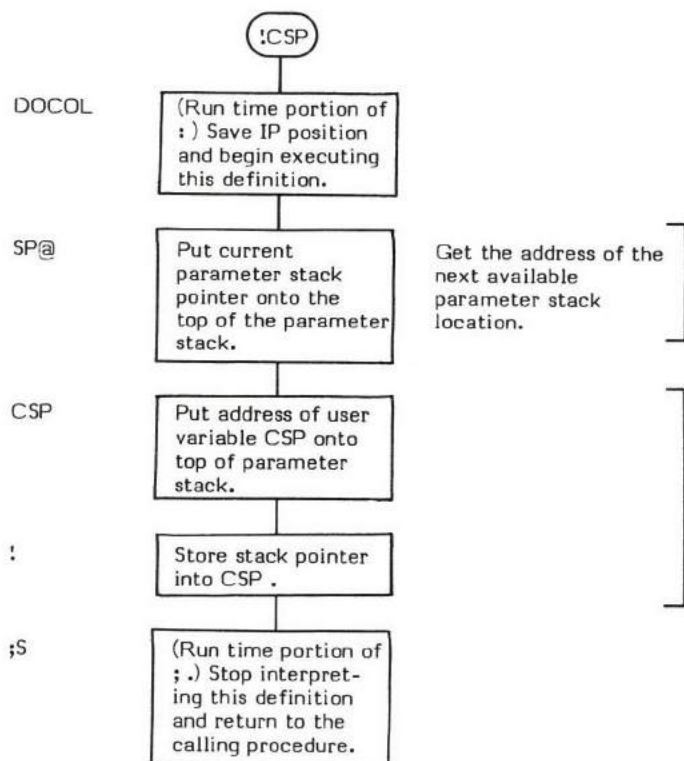 !CSP
DOCOL
(Run time portion of
: ) Save IP position
and begin executing
this definition.
SP@
Put current
parameter stack
pointer onto the
top of the parameter
stack.
Get the address of the
next available
parameter stack
location.
CSP
Put address of user
variable CSP onto
top of parameter
stack.
!
Store stack pointer
into CSP .
;S
(Run time portion of
; .) Stop interpret-
ing this definition
and return to the
calling procedure.